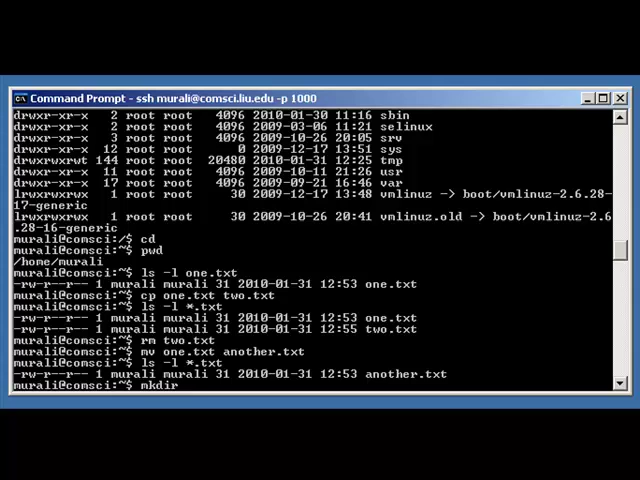 Command Prompt - ssh murali@comsci.liu.edu -p 1000
drwxr-xr-x 2 root root 4096 2010-01-30 11:16 sbin
drwxr-xr-x 2 root root 4096 2009-03-06 11:21 selinux
drwxr-xr-x 3 root root 4096 2009-10-26 20:05 srv
drwxr-xr-x 12 root root 0 2009-12-17 13:51 sys
drwxrwxrwt 144 root root 20480 2010-01-31 12:25 tmp
drwxr-xr-x 11 root root 4096 2009-10-11 21:26 usr
drwxr-xr-x 17 root root 4096 2009-09-21 16:46 var
lrwxrwxrwx 1 root root 30 2009-12-17 13:48 vmlinuz -> boot/vmlinuz-2.6.28-
17-generic
lrwxrwxrwx 1 root root 30 2009-10-26 20:41 vmlinuz.old -> boot/vmlinuz-2.6
.28-16-generic
murali@comsci:/$ cd
murali@comsci:~$ pwd
/home/murali
murali@comsci:~$ ls -l one.txt
-rw-r--r-- 1 murali murali 31 2010-01-31 12:53 one.txt
murali@comsci:~$ cp one.txt two.txt
murali@comsci:~$ ls -l *.txt
-rw-r--r-- 1 murali murali 31 2010-01-31 12:53 one.txt
-rw-r--r-- 1 murali murali 31 2010-01-31 12:55 two.txt
murali@comsci:~$ rm two.txt
murali@comsci:~$ mv one.txt another.txt
murali@comsci:~$ ls -l *.txt
-rw-r--r-- 1 murali murali 31 2010-01-31 12:53 another.txt
murali@comsci:~$ mkdir